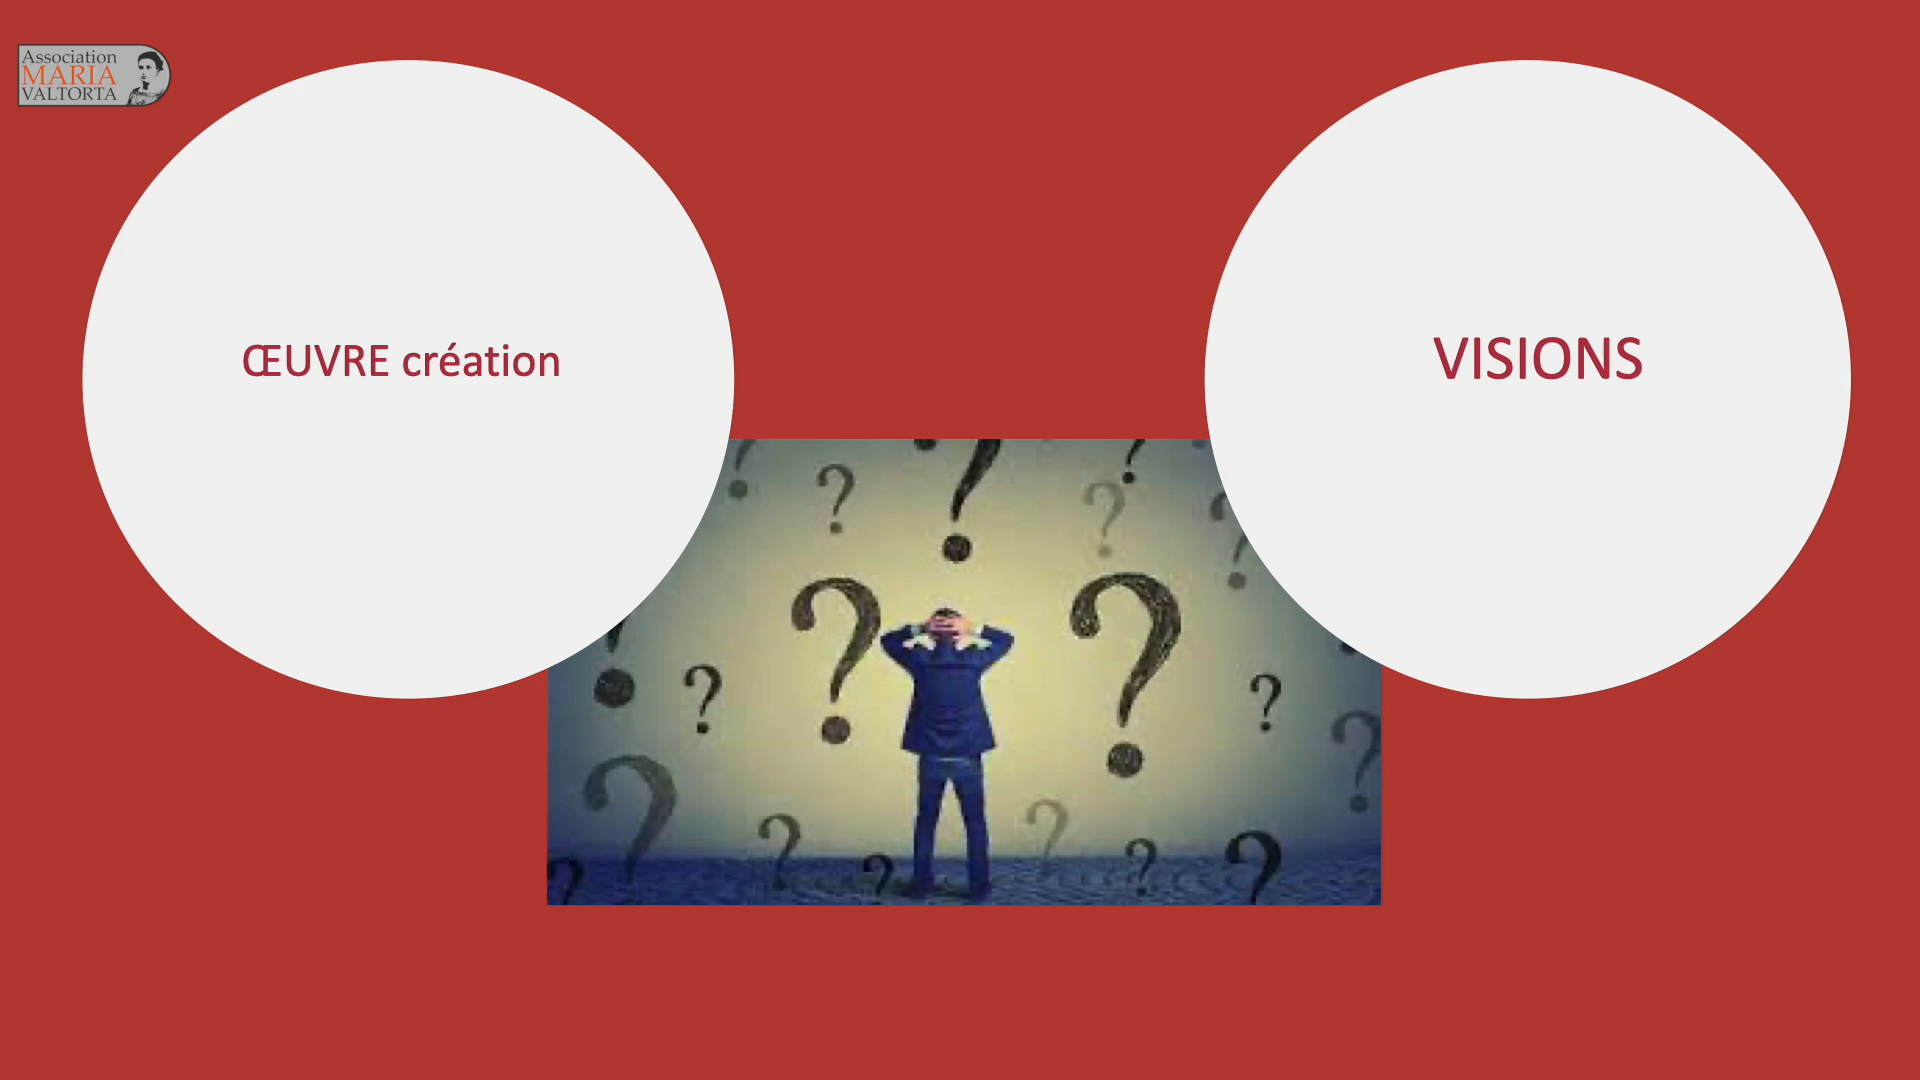 Association
MARIA
VALTORTA
ŒUVRE création
VISIONS